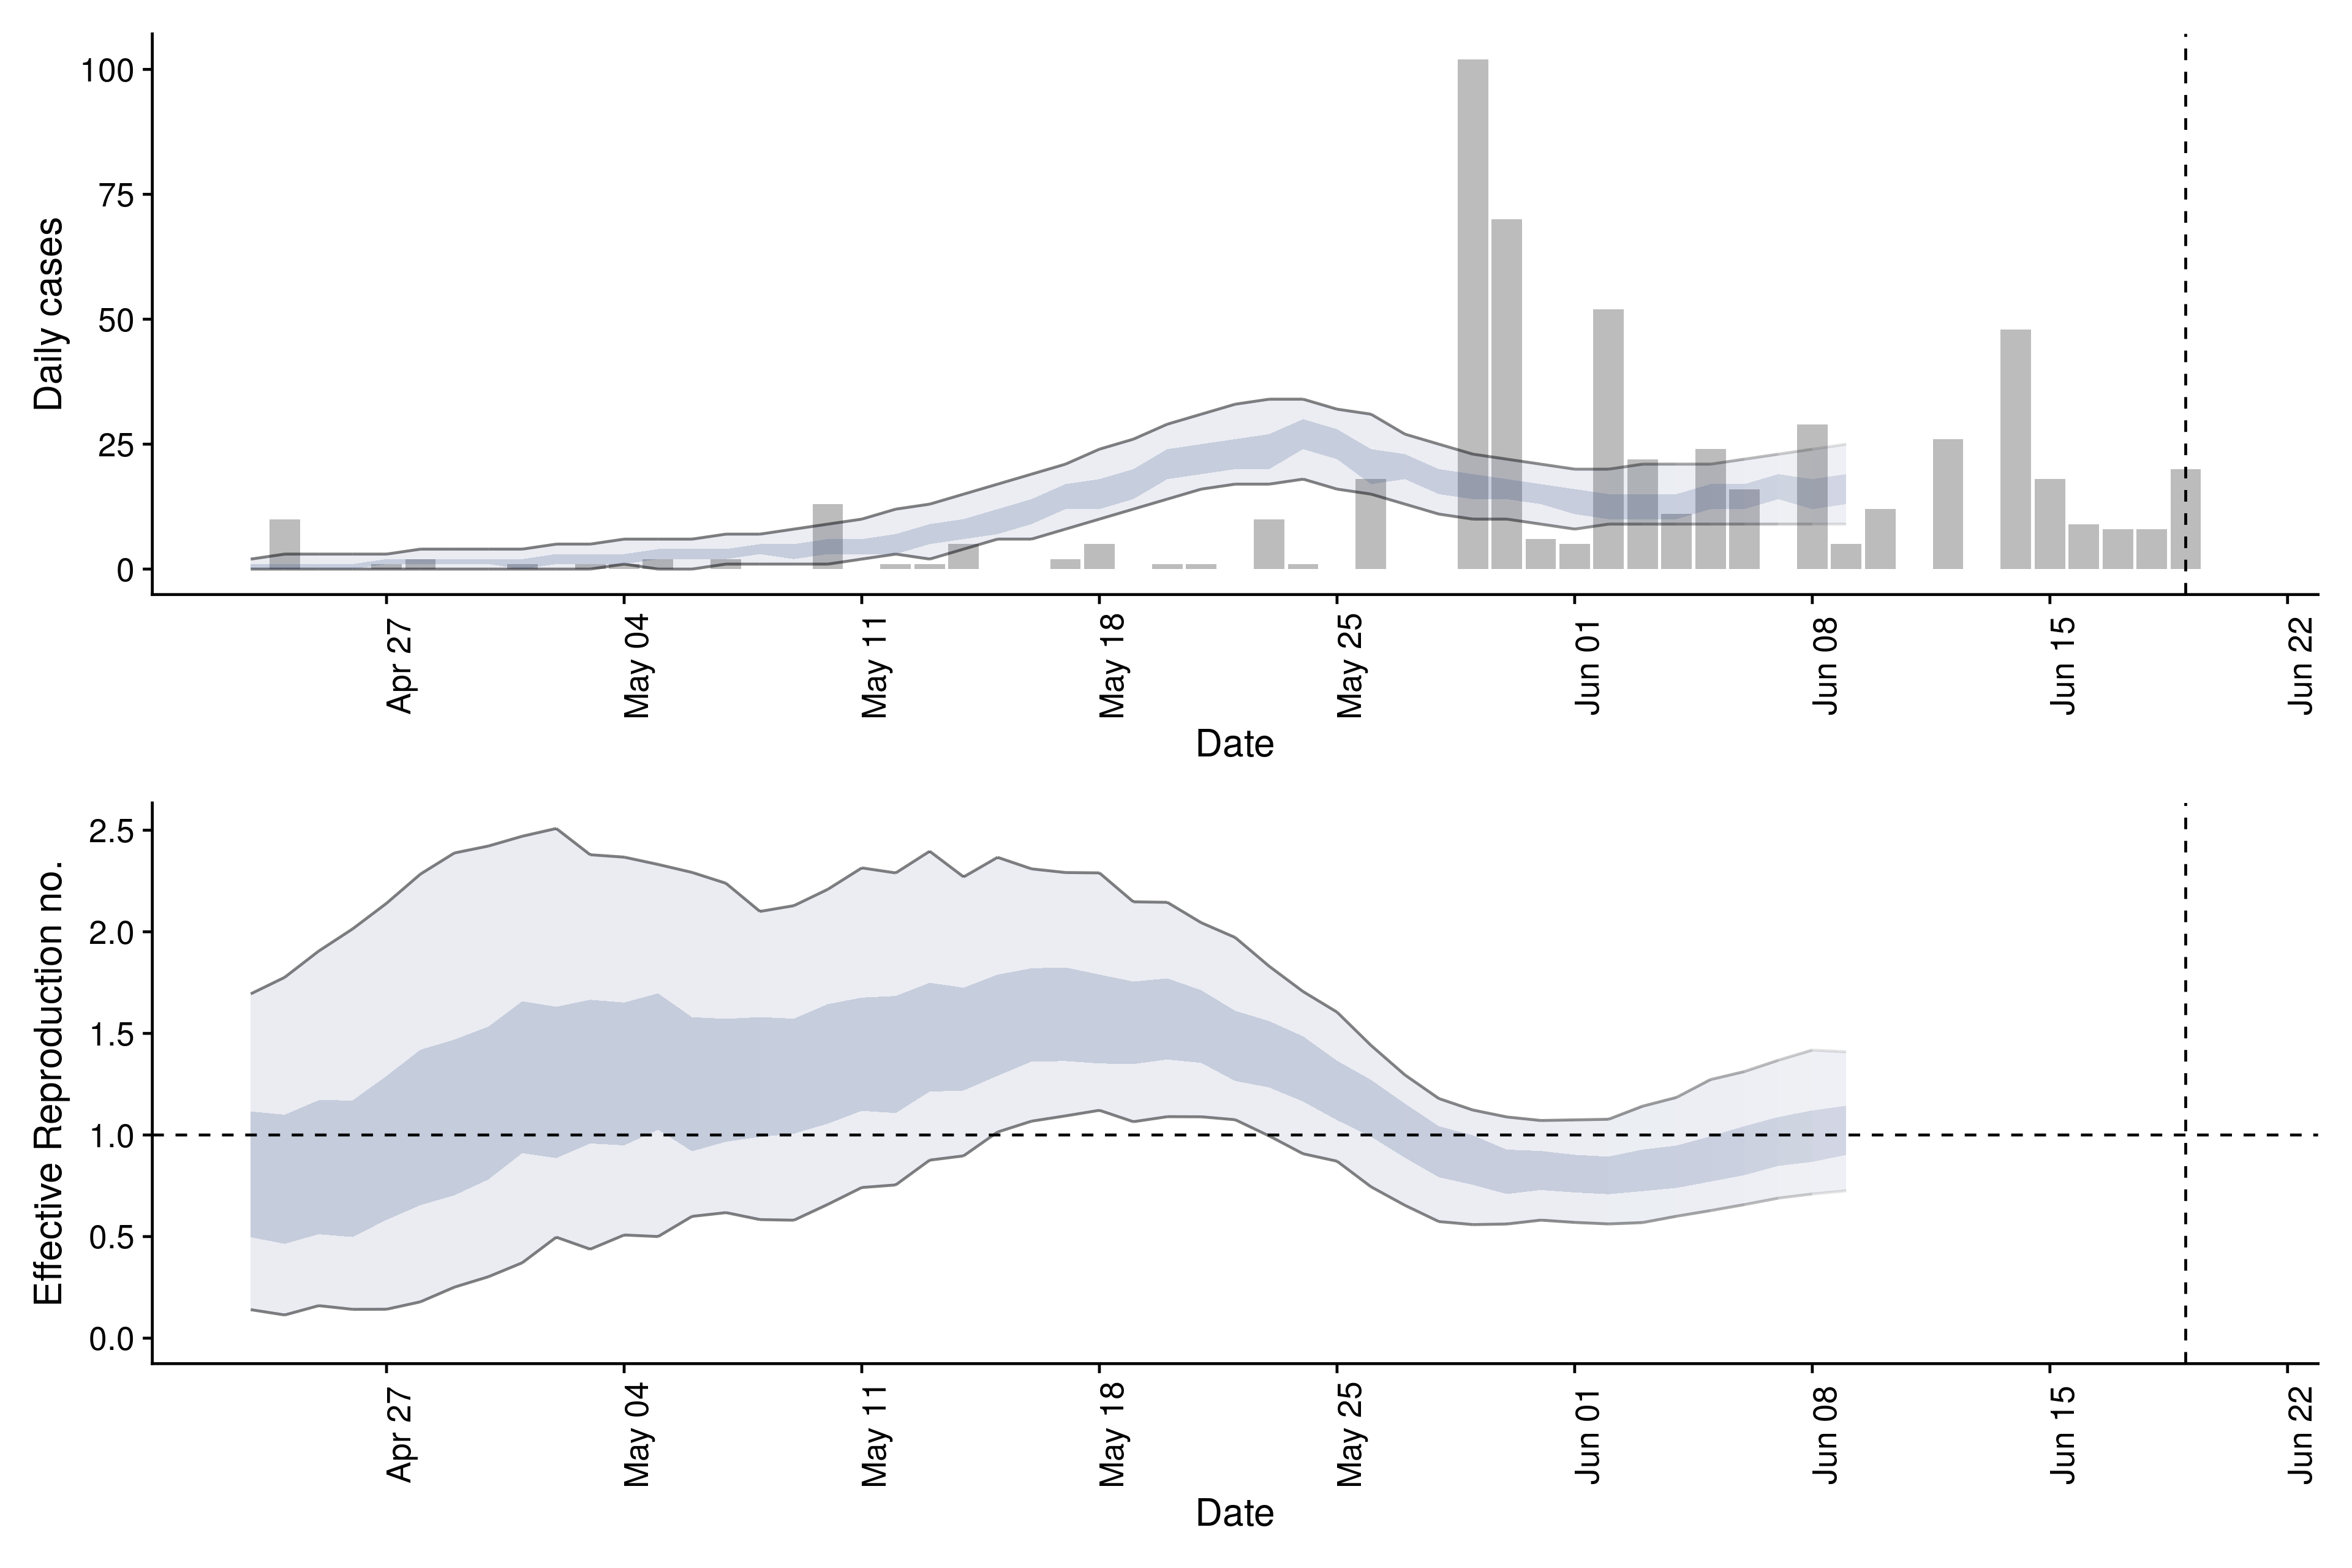 Daily cases
100
75
50
25
0
Apr 27
May 04
May 11
May 18
May 25
Jun 01
Jun 08
Jun 15
Jun 22
Date
Effective Reproduction no.
2.5
2.0
1.5
1.0
0.5
0.0
Apr 27
May 04
May 11
May 18
May 25
Jun 01
Jun 08
Jun 15
Jun 22
Date